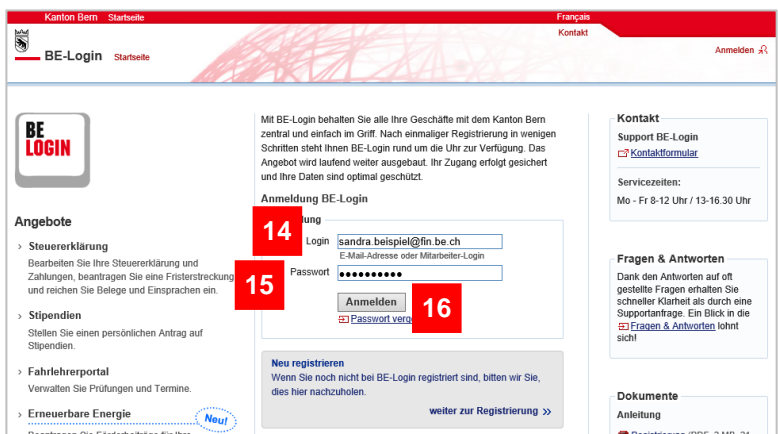 Kanton Bern Startseite Français
Kontakt
BE-Login Startseite Anmelden
BE
LOGIN
Angebote
› Steuererklärung
Bearbeiten Sie Ihre Steuererklärung und
Zahlungen, beantragen Sie eine Fristerstreckung
und reichen Sie Belege und Einsprachen ein.
› Stipendien
Stellen Sie einen persönlichen Antrag auf
Stipendien.
› Fahrlehrerportal
Verwalten Sie Prüfungen und Termine.
› Erneuerbare Energie
Neu!
Mit BE-Login behalten Sie alle Ihre Geschäfte mit dem Kanton Bern
zentral und einfach im Griff. Nach einmaliger Registrierung in wenigen
Schritten steht Ihnen BE-Login rund um die Uhr zur Verfügung. Das
Angebot wird laufend weiter ausgebaut. Ihr Zugang erfolgt gesichert
und Ihre Daten sind optimal geschützt.
Anmeldung BE-Login
14
Login sandra.beispiel@fin.be.ch
E-Mail-Adresse oder Mitarbeiter-Login
15
Passwort ●●●●●●●●●●
Anmelden
16
Passwort
Neu registrieren
Wenn Sie noch nicht bei BE-Login registriert sind, bitten wir Sie,
dies hier nachzuholen.
weiter zur Registrierung »
Kontakt
Support BE-Login
Kontaktformular
Servicezeiten:
Mo - Fr 8-12 Uhr / 13-16.30 Uhr
Fragen & Antworten
Dank den Antworten auf oft
gestellte Fragen erhalten Sie
schneller Klarheit als durch eine
Supportanfrage. Ein Blick in die
Fragen & Antworten lohnt
sich!
Dokumente
Anleitung